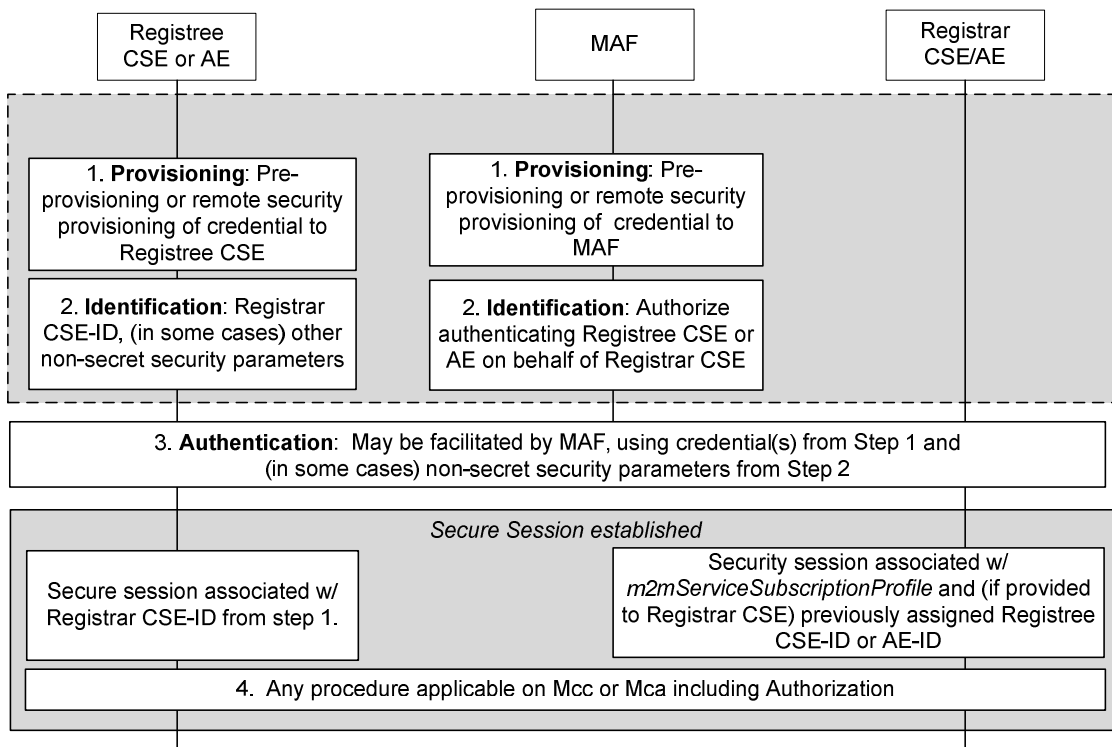 Registree
CSE or AE
MAF
Registrar
CSE/AE
1. Provisioning: Pre-
provisioning or remote security
provisioning of credential to
Registree CSE
1. Provisioning: Pre-
provisioning or remote security
provisioning of credential to
MAF
2. Identification: Registrar
CSE-ID, (in some cases) other
non-secret security parameters
2. Identification: Authorize
authenticating Registree CSE or
AE on behalf of Registrar CSE
3. Authentication: May be facilitated by MAF, using credential(s) from Step 1 and
(in some cases) non-secret security parameters from Step 2
Secure Session established
Secure session associated w/
Registrar CSE-ID from step 1.
Security session associated w/
m2mServiceSubscriptionProfile and (if provided
to Registrar CSE) previously assigned Registree
CSE-ID or AE-ID
4. Any procedure applicable on Mcc or Mca including Authorization